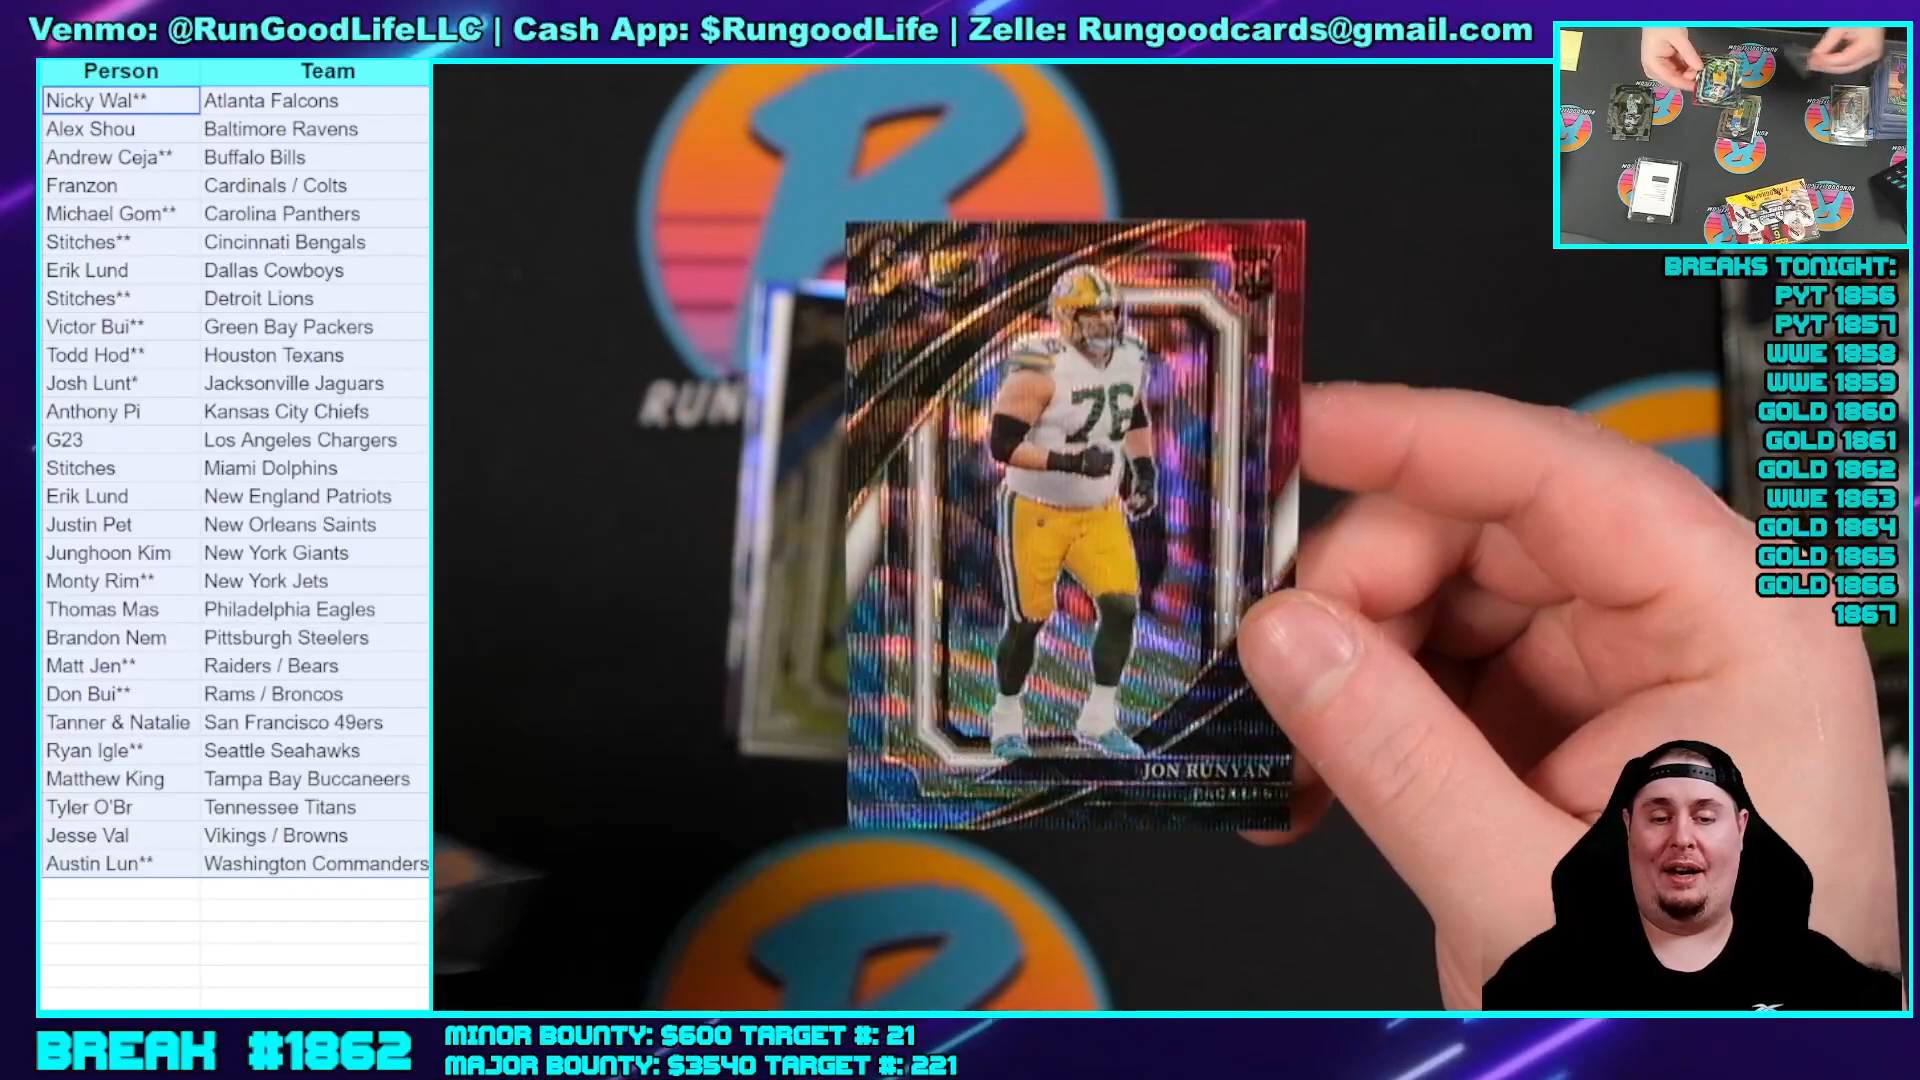 Venmo: @RunGoodLifeLLC | Cash App: $RungoodLife | Zelle: Rungoodcards@gmail.com
Person Team
Nicky Wal** Atlanta Falcons
Alex Shou Baltimore Ravens
Andrew Ceja** Buffalo Bills
Franzon Cardinals / Colts
Michael Gom** Carolina Panthers
Stitches** Cincinnati Bengals
Erik Lund Dallas Cowboys
Stitches** Detroit Lions
Victor Bui** Green Bay Packers
Todd Hod** Houston Texans
Josh Lunt* Jacksonville Jaguars
Anthony Pi Kansas City Chiefs
G23 Los Angeles Chargers
Stitches Miami Dolphins
Erik Lund New England Patriots
Justin Pet New Orleans Saints
Junghoon Kim New York Giants
Monty Rim** New York Jets
Thomas Mas Philadelphia Eagles
Brandon Nem Pittsburgh Steelers
Matt Jen** Raiders / Bears
Don Bui** Rams / Broncos
Tanner & Natalie San Francisco 49ers
Ryan Igle** Seattle Seahawks
Matthew King Tampa Bay Buccaneers
Tyler O'Br Tennessee Titans
Jesse Val Vikings / Browns
Austin Lun** Washington Commanders
RUN
RC
76
JON RUNYAN
PACKERS
BREAKS TONIGHT:
PYT 1856
PYT 1857
WWE 1858
WWE 1859
GOLD 1860
GOLD 1861
GOLD 1862
WWE 1863
GOLD 1864
GOLD 1865
GOLD 1866
1867
BREAK #1862
MINOR BOUNTY: $600 TARGET #: 21
MAJOR BOUNTY: $3540 TARGET #: 221